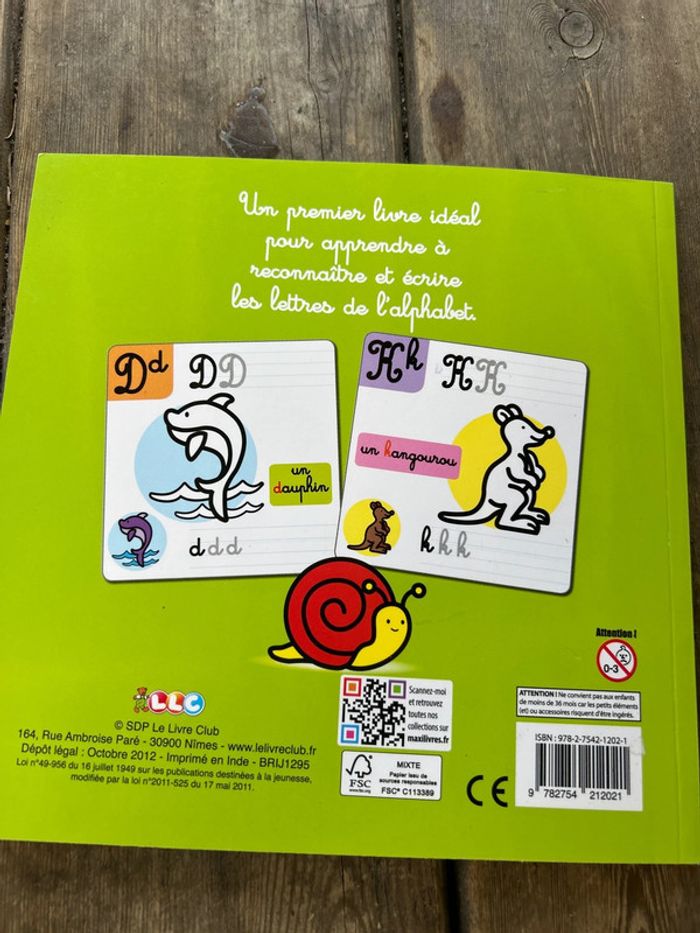 Un premier livre idéal
pour apprendre à
reconnaître et écrire
les lettres de l'alphabet.
Dd
D D
un
dauphin
d d d
Kk
K K
un kangourou
k k k
Attention !
0-3
ATTENTION ! Ne convient pas aux enfants
de moins de 36 mois car les petits éléments
(et) ou accessoires risquent d'être ingérés.
LLC
© SDP Le Livre Club
164, Rue Ambroise Paré - 30900 Nîmes - www.lelivreclub.fr
Dépôt légal : Octobre 2012 - Imprimé en Inde - BRIJ1295
Loi n°49-956 du 16 juillet 1949 sur les publications destinées à la jeunesse,
modifiée par la loi n°2011-525 du 17 mai 2011.
Scannez-moi
et retrouvez
toutes nos
collections sur
maxilivres.fr
FSC
www.fsc.org
MIXTE
Papier issu de
sources responsables
FSC® C113389
CE
ISBN : 978-2-7542-1202-1
9 782754 212021